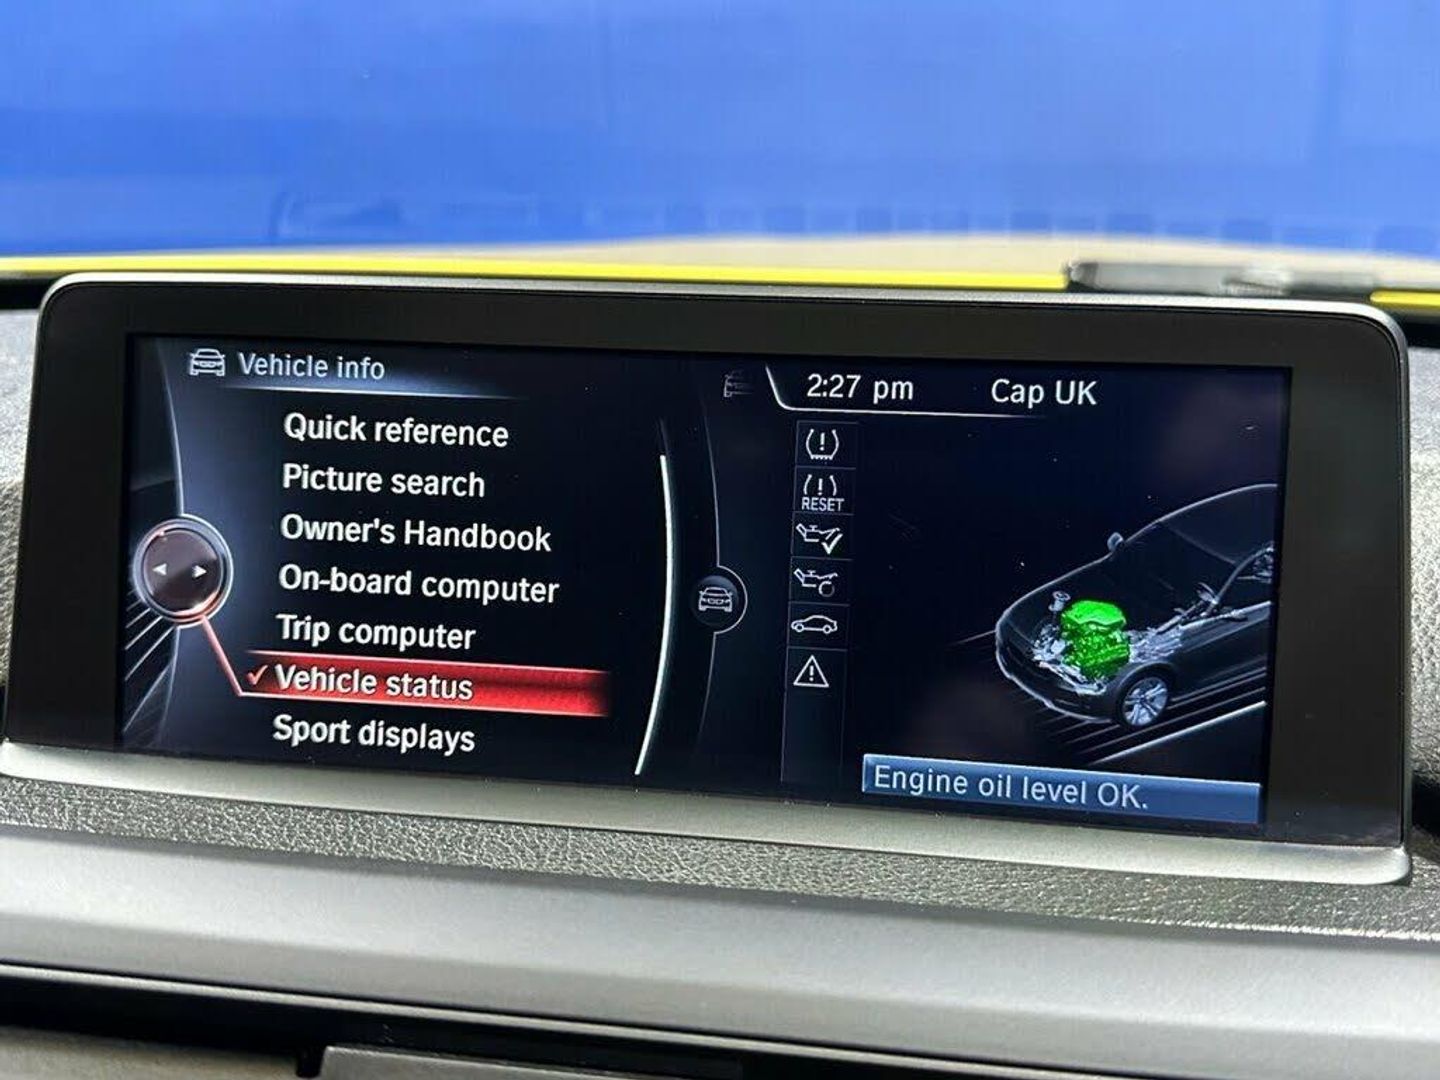 Vehicle info
2:27 pm
Cap UK
Quick reference
Picture search
Owner's Handbook
On-board computer
Trip computer
Vehicle status
Sport displays
RESET
Engine oil level OK.